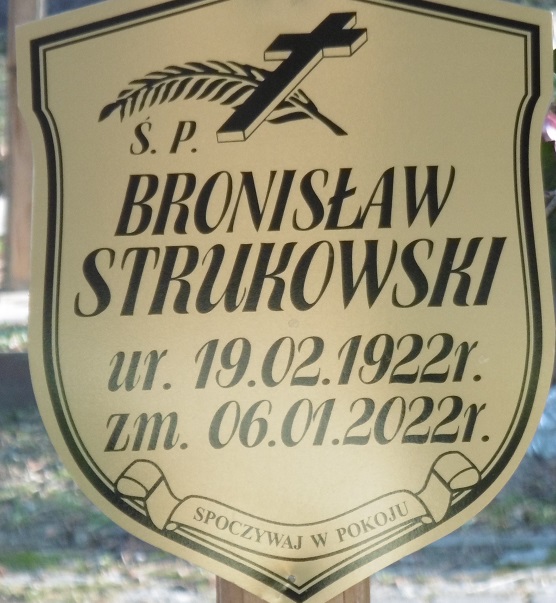 Ś. P.
BRONISŁAW
STRUKOWSKI
ur. 19.02.1922r.
zm. 06.01.2022r.
SPOCZYWAJ W POKOJU